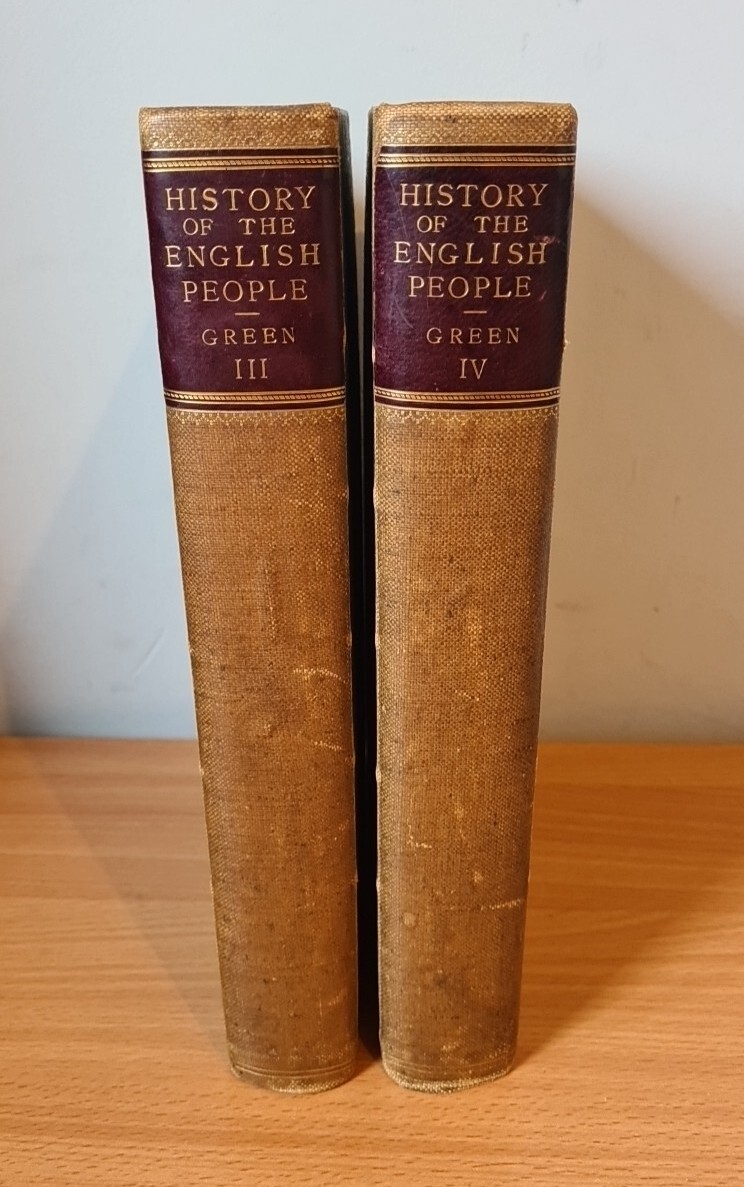 HISTORY
OF THE
ENGLISH
PEOPLE
GREEN
III
HISTORY
OF THE
ENGLISH
PEOPLE
GREEN
IV